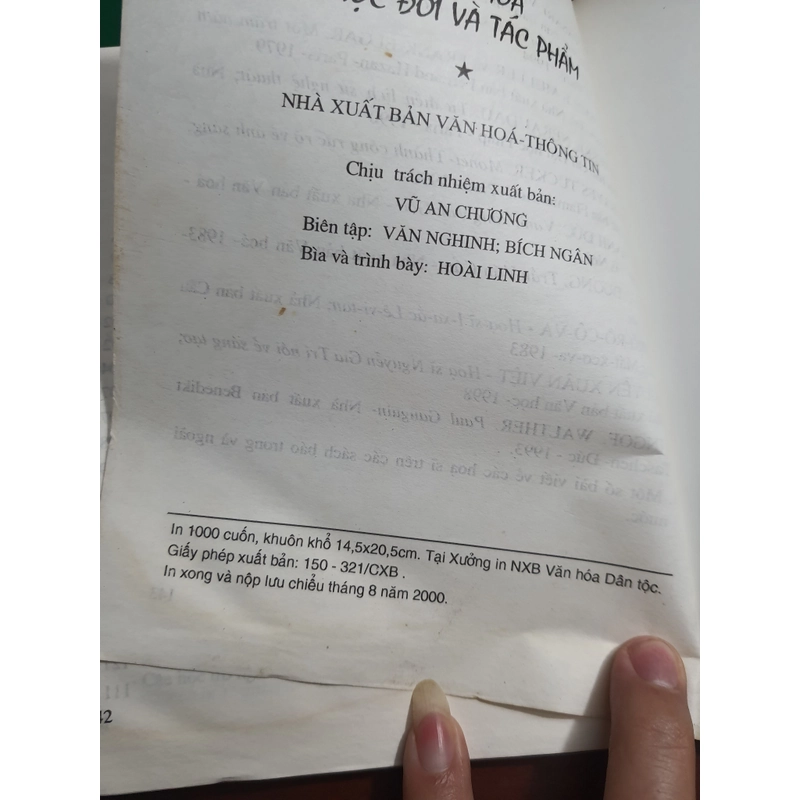 ĐỜI VÀ TÁC PHẨM
★
NHÀ XUẤT BẢN VĂN HOÁ-THÔNG TIN
Chịu trách nhiệm xuất bản:
VŨ AN CHƯƠNG
Biên tập: VĂN NGHINH; BÍCH NGÂN
Bìa và trình bày: HOÀI LINH
In 1000 cuốn, khuôn khổ 14,5x20,5cm. Tại Xưởng in NXB Văn hóa Dân tộc.
Giấy phép xuất bản: 150 - 321/CXB .
In xong và nộp lưu chiểu tháng 8 năm 2000.
111
42